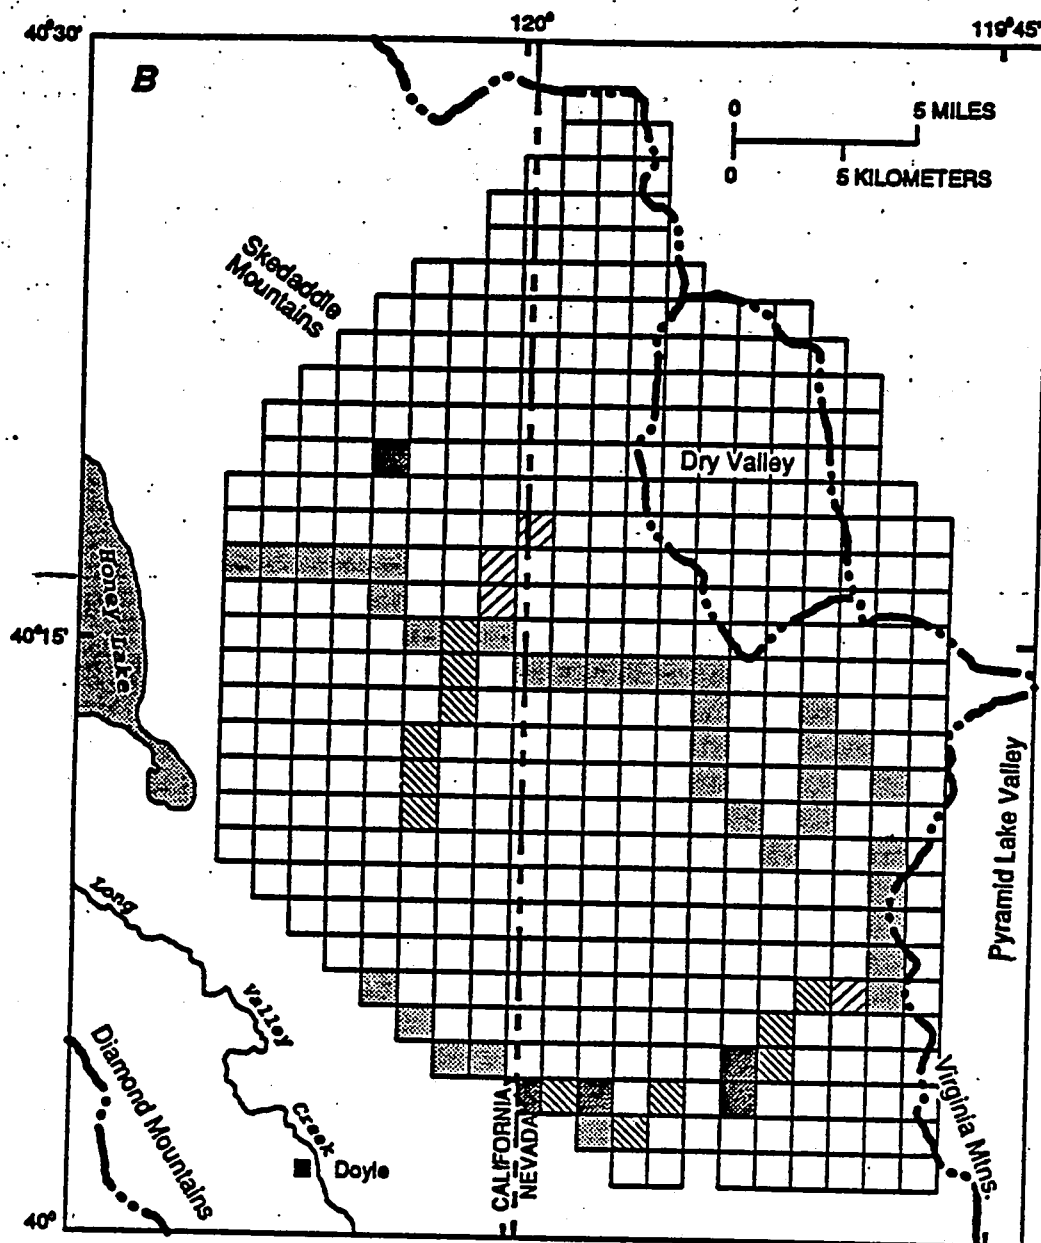 40°30'
120°
119°45'
B
0
5 MILES
0
5 KILOMETERS
Skedaddle
Mountains
Dry Valley
Honey Lake
40°15'
Pyramid Lake Valley
Long
Valley
Creek
Diamond Mountains
Doyle
CALIFORNIA
NEVADA
Virginia Mtns.
40°